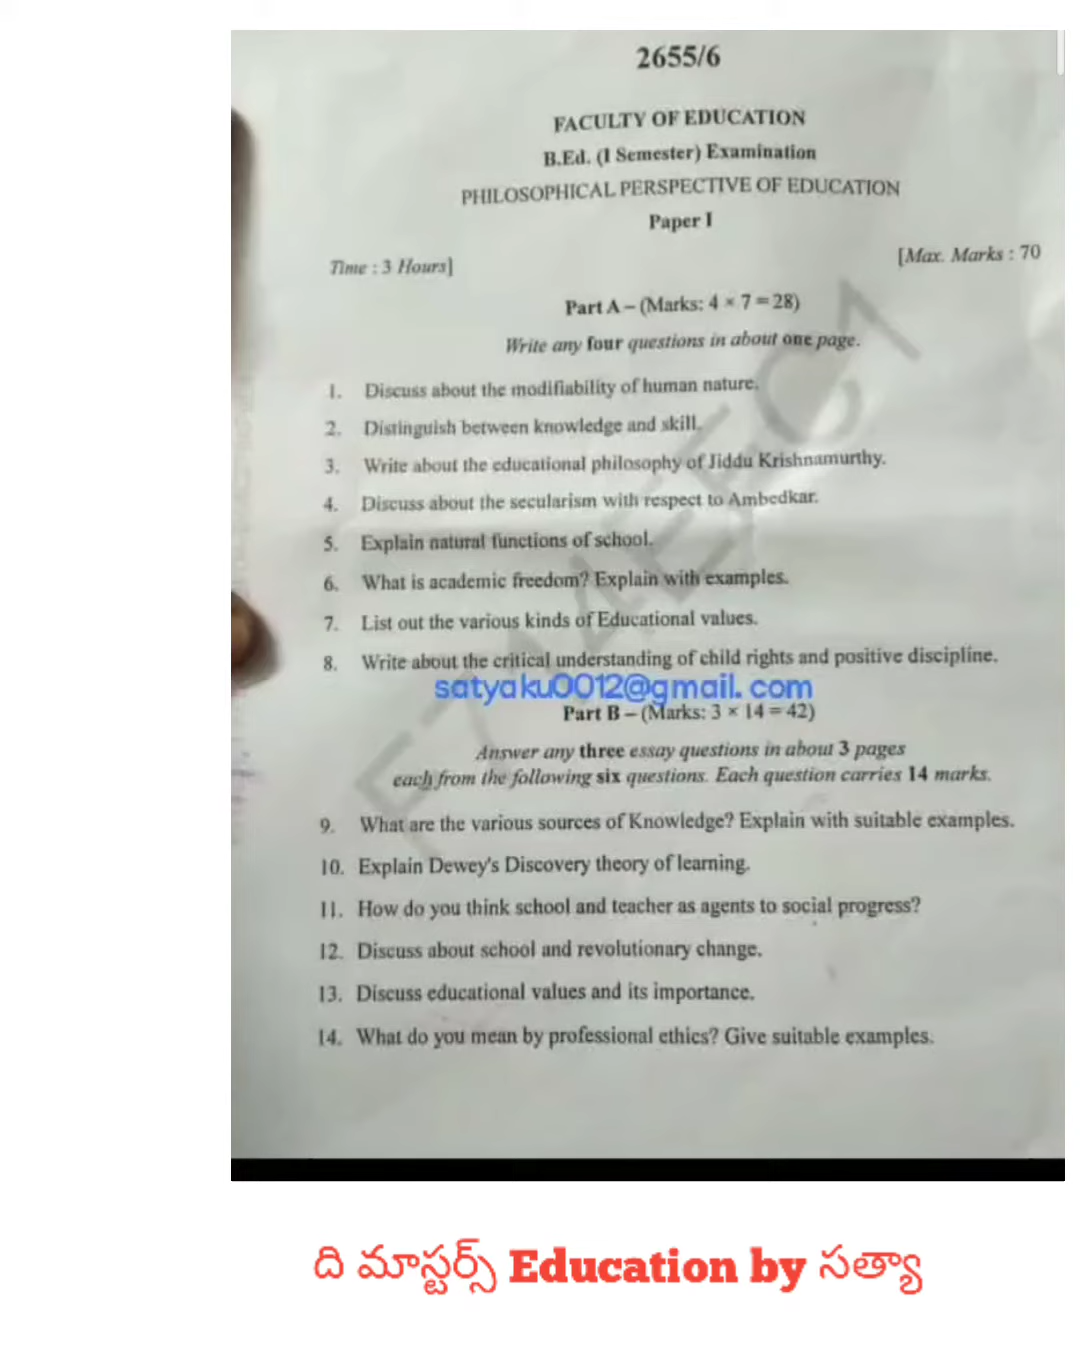 2655/6
FACULTY OF EDUCATION
B.Ed. (I Semester) Examination
PHILOSOPHICAL PERSPECTIVE OF EDUCATION
Paper I
Time : 3 Hours]
[Max. Marks : 70
Part A – (Marks: 4 × 7 = 28)
Write any four questions in about one page.
1. Discuss about the modifiability of human nature.
2. Distinguish between knowledge and skill.
3. Write about the educational philosophy of Jiddu Krishnamurthy.
4. Discuss about the secularism with respect to Ambedkar.
5. Explain natural functions of school.
6. What is academic freedom? Explain with examples.
7. List out the various kinds of Educational values.
8. Write about the critical understanding of child rights and positive discipline.
satyaku0012@gmail. com
Part B – (Marks: 3 × 14 = 42)
Answer any three essay questions in about 3 pages
each from the following six questions. Each question carries 14 marks.
9. What are the various sources of Knowledge? Explain with suitable examples.
10. Explain Dewey's Discovery theory of learning.
11. How do you think school and teacher as agents to social progress?
12. Discuss about school and revolutionary change.
13. Discuss educational values and its importance.
14. What do you mean by professional ethics? Give suitable examples.
ది మాస్టర్స్ Education by సత్యా